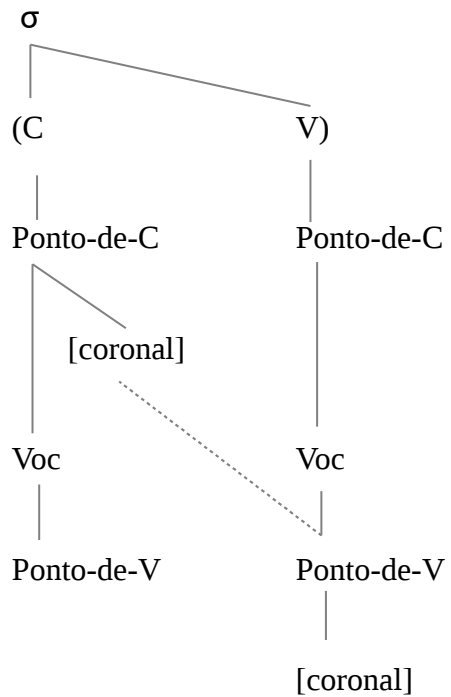 σ
(C V)
Ponto-de-C Ponto-de-C
[coronal]
Voc Voc
Ponto-de-V Ponto-de-V
[coronal]